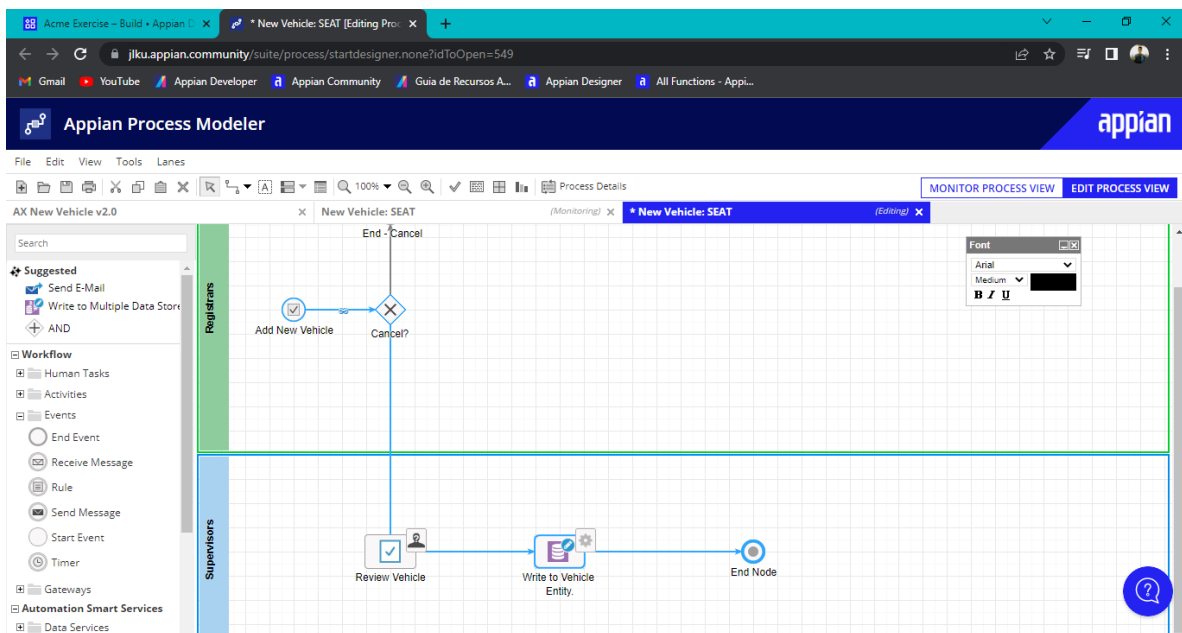 Acme Exercise – Build • Appian D
* New Vehicle: SEAT [Editing Proc
jlku.appian.community/suite/process/startdesigner.none?idToOpen=549
Gmail YouTube Appian Developer Appian Community Guia de Recursos A... Appian Designer All Functions - Appi...
Appian Process Modeler
appian
File Edit View Tools Lanes
100% Process Details
MONITOR PROCESS VIEW EDIT PROCESS VIEW
AX New Vehicle v2.0 New Vehicle: SEAT (Monitoring) * New Vehicle: SEAT (Editing)
Search
Suggested
Send E-Mail
Write to Multiple Data Store
AND
Workflow
Human Tasks
Activities
Events
End Event
Receive Message
Rule
Send Message
Start Event
Timer
Gateways
Automation Smart Services
Data Services
Registrars
End - Cancel
Add New Vehicle
Cancel?
Font
Arial
Medium
B I U
Supervisors
Review Vehicle
Write to Vehicle
Entity.
End Node